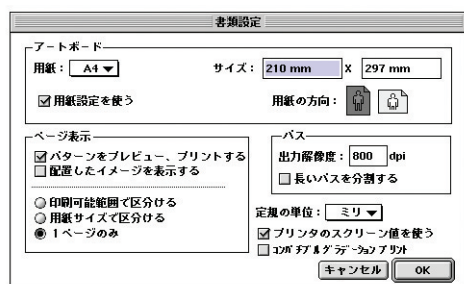 書類設定
アートボード
用紙： A4
サイズ： 210 mm X 297 mm
用紙設定を使う
用紙の方向：
ページ表示
パターンをプレビュー、プリントする
配置したイメージを表示する
印刷可能範囲で区分ける
用紙サイズで区分ける
1ページのみ
パス
出力解像度： 800 dpi
長いパスを分割する
定規の単位： ミリ
プリンタのスクリーン値を使う
コンパチブルグラデーションプリント
キャンセル OK